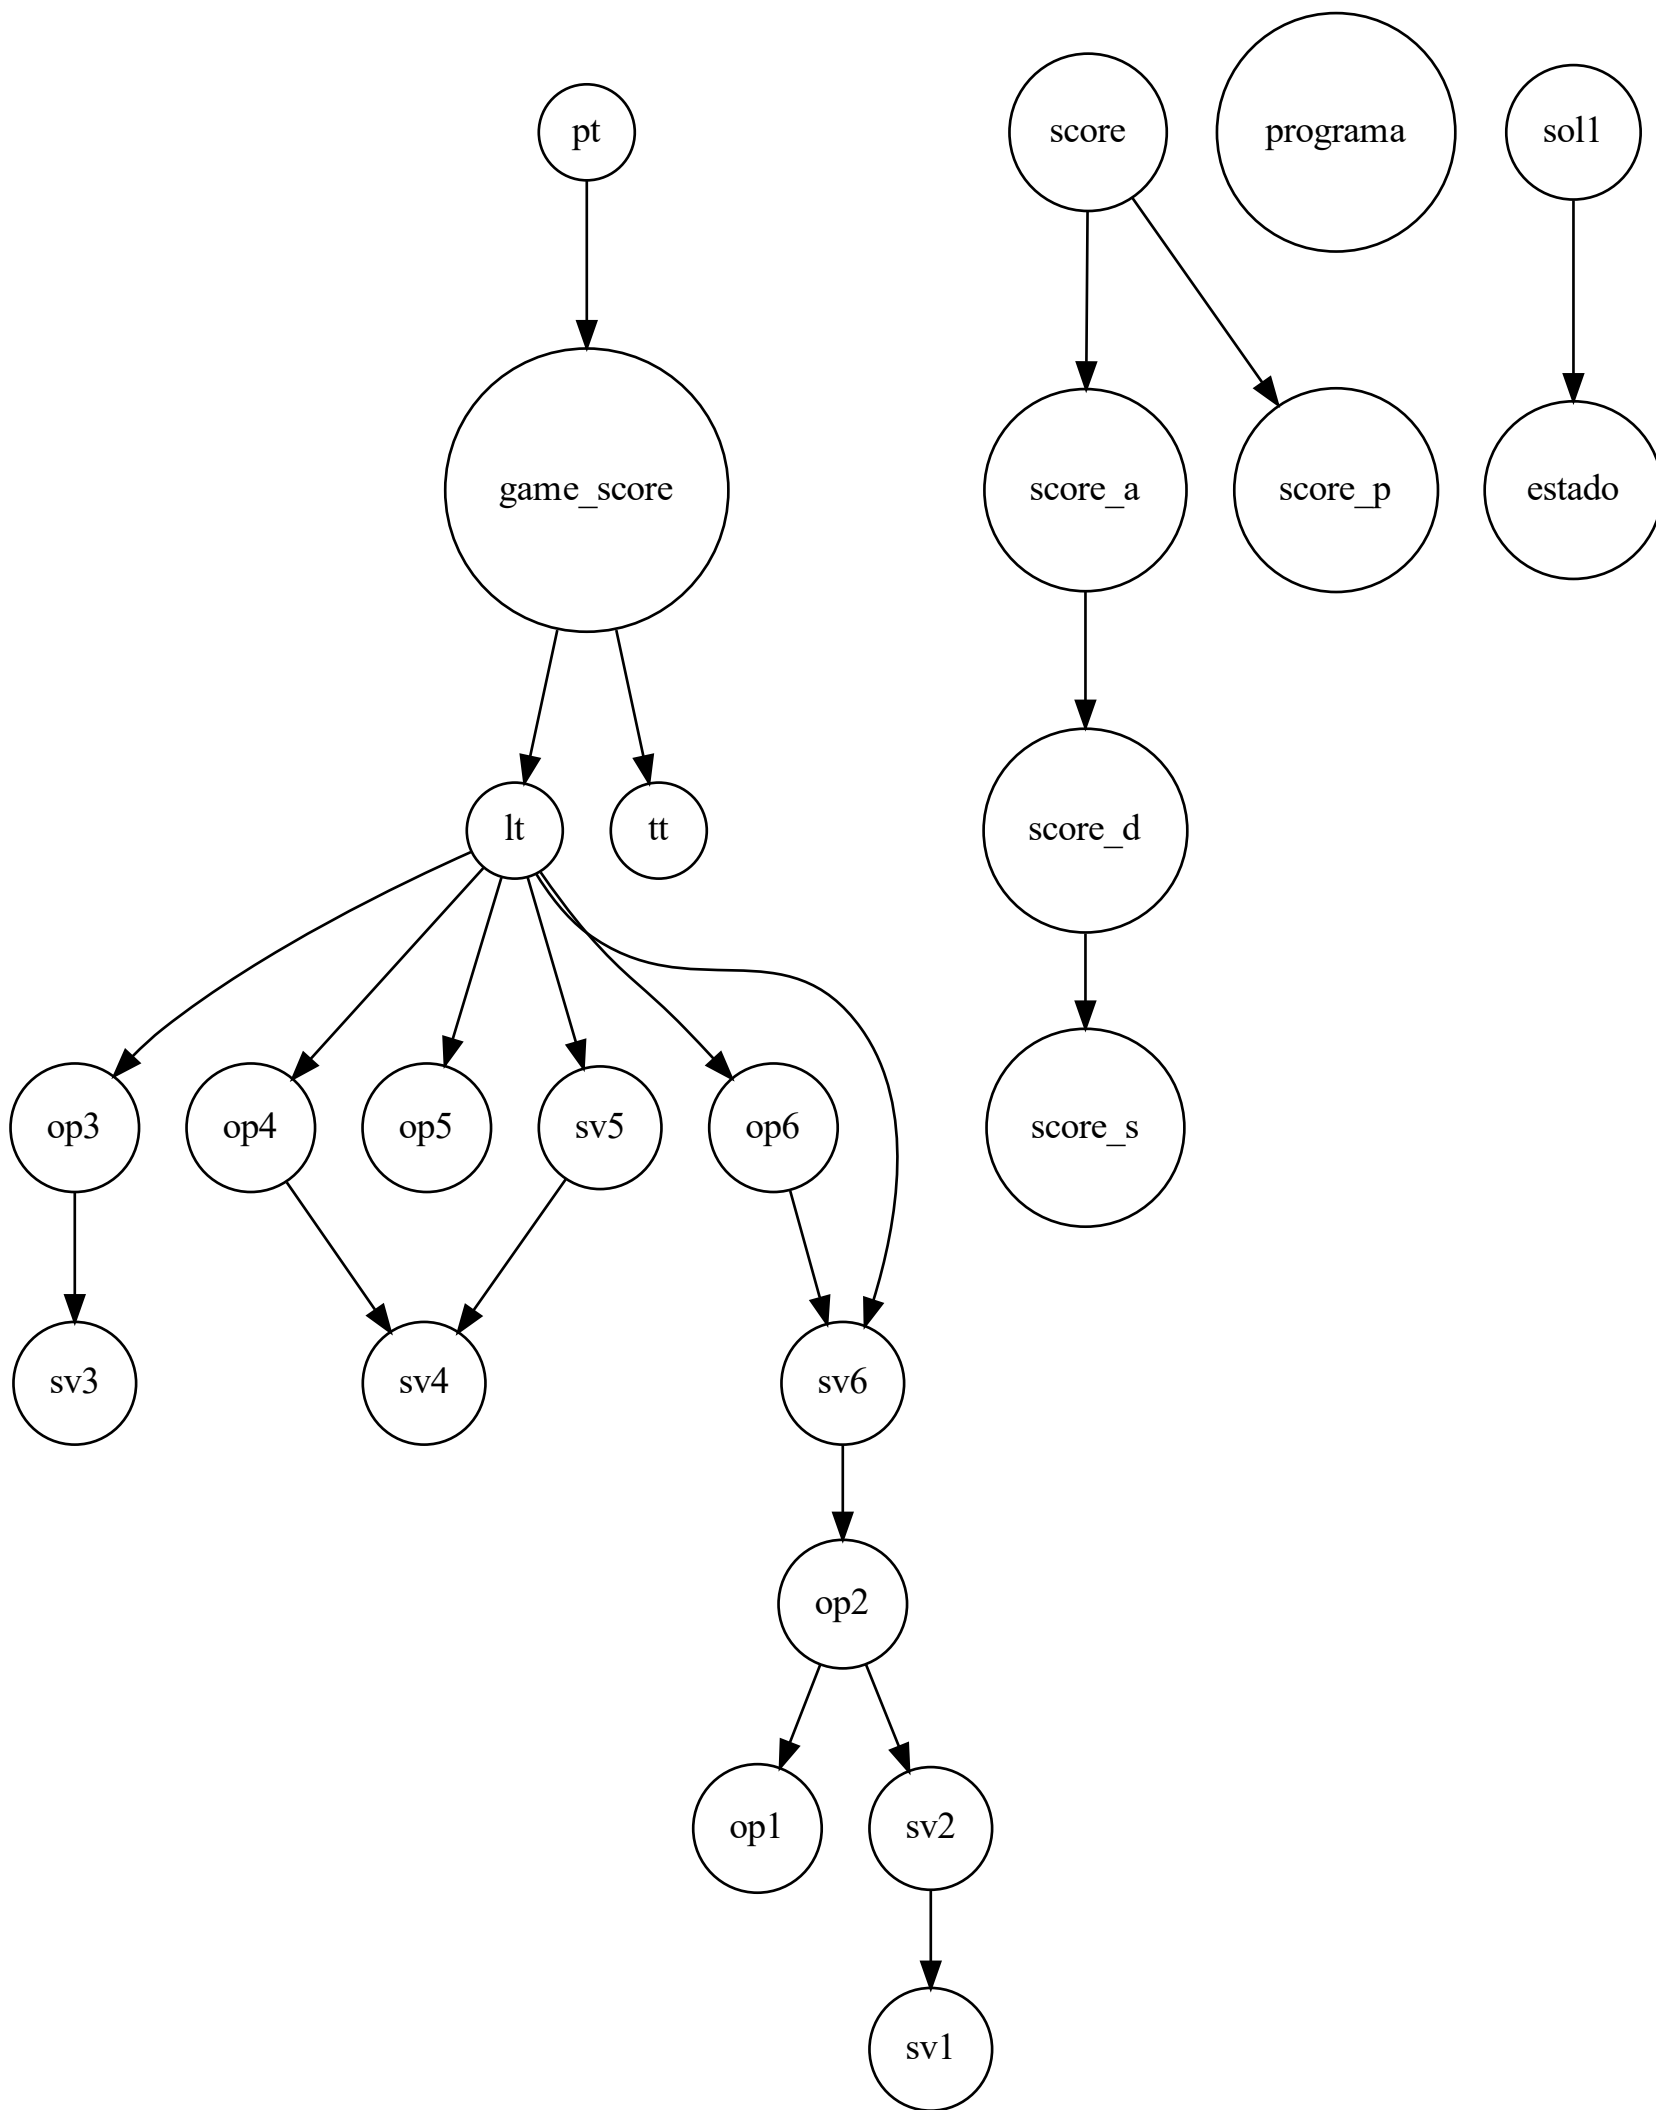 pt
score
programa
sol1
game_score
score_a
score_p
estado
lt
tt
score_d
op3
op4
op5
sv5
op6
score_s
sv3
sv4
sv6
op2
op1
sv2
sv1